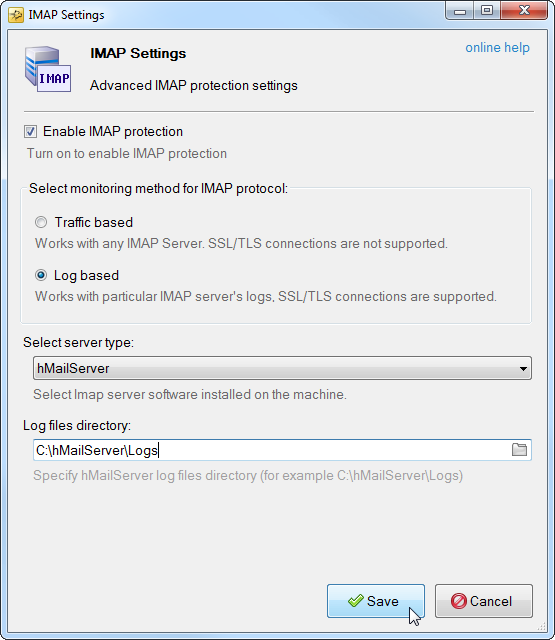 IMAP Settings
IMAP Settings
online help
IMAP
Advanced IMAP protection settings
Enable IMAP protection
Turn on to enable IMAP protection
Select monitoring method for IMAP protocol:
Traffic based
Works with any IMAP Server. SSL/TLS connections are not supported.
Log based
Works with particular IMAP server's logs, SSL/TLS connections are supported.
Select server type:
hMailServer
Select Imap server software installed on the machine.
Log files directory:
C:\hMailServer\Logs
Specify hMailServer log files directory (for example C:\hMailServer\Logs)
Save
Cancel